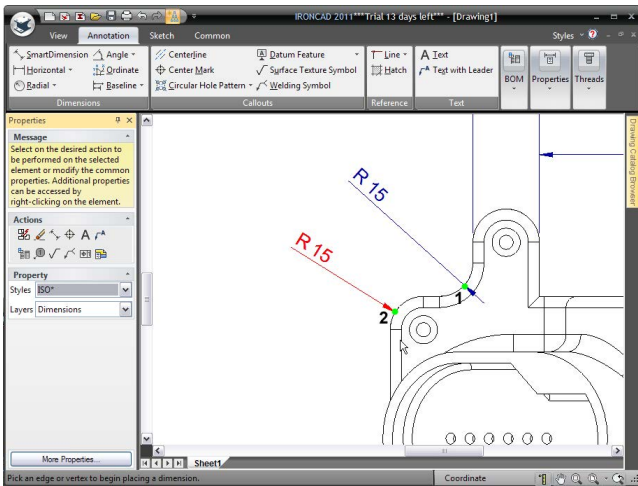 IRONCAD 2011***Trial 13 days left*** - [Drawing1]
View Annotation Sketch Common Styles
SmartDimension Angle Centerline Datum Feature Line Text
Horizontal Ordinate Center Mark Surface Texture Symbol Hatch Text with Leader
Radial Baseline Circular Hole Pattern Welding Symbol BOM Properties Threads
Dimensions Callouts Reference Text
Properties
Message
Select on the desired action to
be performed on the selected
element or modify the common
properties. Additional properties
can be accessed by
right-clicking on the element.
Actions
Property
Styles ISO*
Layers Dimensions
More Properties...
R 15
R 15
1
2
Drawing Catalog Browser
Sheet1
Pick an edge or vertex to begin placing a dimension. Coordinate